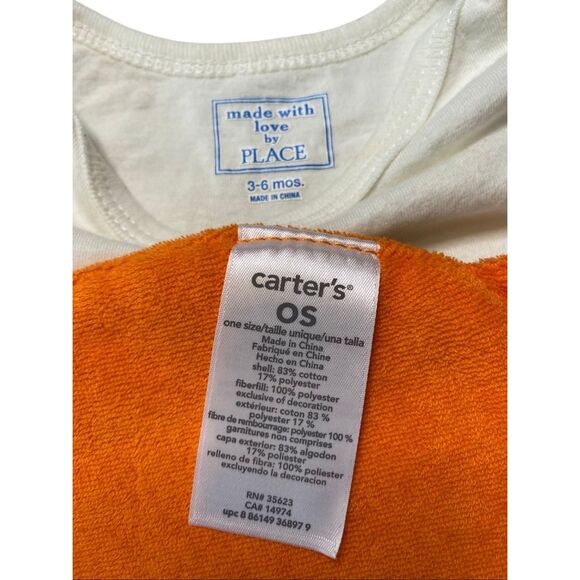 made with
love
by
PLACE
3-6 mos.
MADE IN CHINA
carter's®
OS
one size/taille unique/una talla
Made in China
Fabriqué en Chine
Hecho en China
shell: 83% cotton
17% polyester
fiberfill: 100% polyester
exclusive of decoration
extérieur: coton 83 %
polyester 17 %
fibre de rembourrage: polyester 100 %
garnitures non comprises
capa exterior: 83% algodon
17% poliester
relleno de fibra: 100% poliester
excluyendo la decoracion
RN# 35623
CA# 14974
upc 8 86149 36897 9